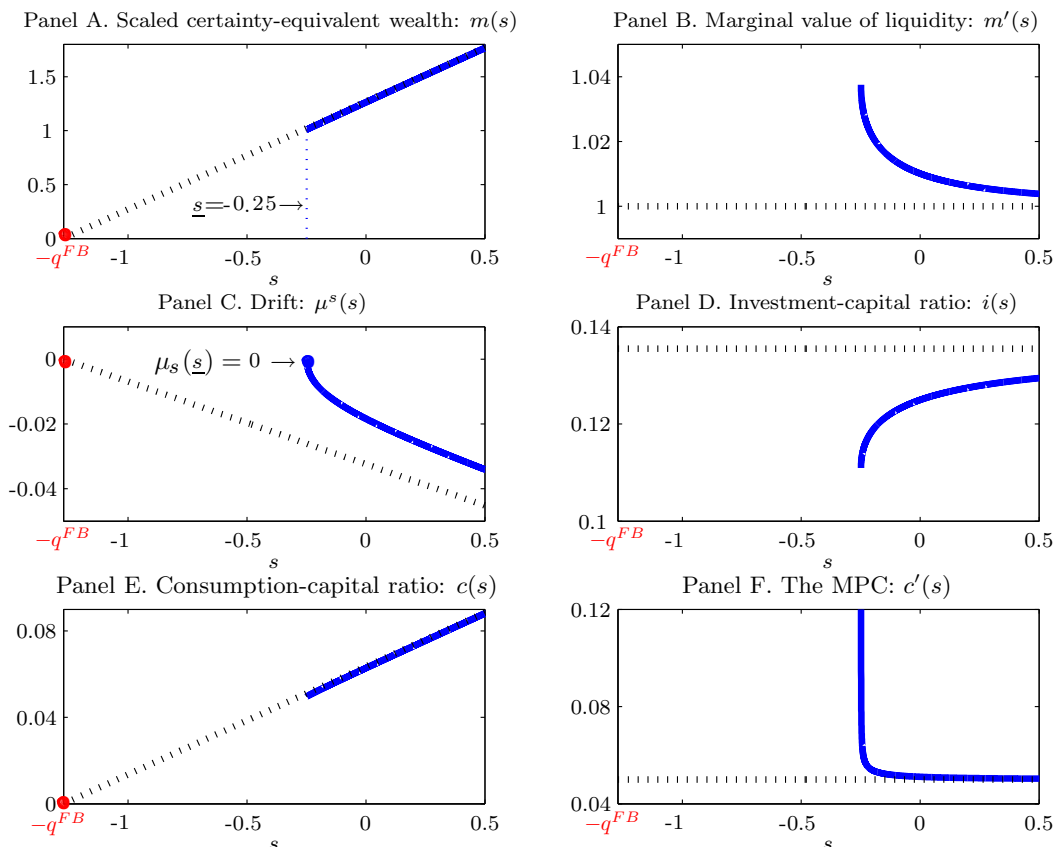 Panel A. Scaled certainty-equivalent wealth: m(s)
1.5
1
0.5
0
s=-0.25→
−q^{FB}
-1
-0.5
0
0.5
s
Panel B. Marginal value of liquidity: m′(s)
1.04
1.02
1
−q^{FB}
-1
-0.5
0
0.5
s
Panel C. Drift: μ^s(s)
0
-0.02
-0.04
μ_s(s) = 0 →
−q^{FB}
-1
-0.5
0
0.5
s
Panel D. Investment-capital ratio: i(s)
0.14
0.12
0.1
−q^{FB}
-1
-0.5
0
0.5
s
Panel E. Consumption-capital ratio: c(s)
0.08
0.04
0
−q^{FB}
-1
-0.5
0
0.5
s
Panel F. The MPC: c′(s)
0.12
0.08
0.04
−q^{FB}
-1
-0.5
0
0.5
s